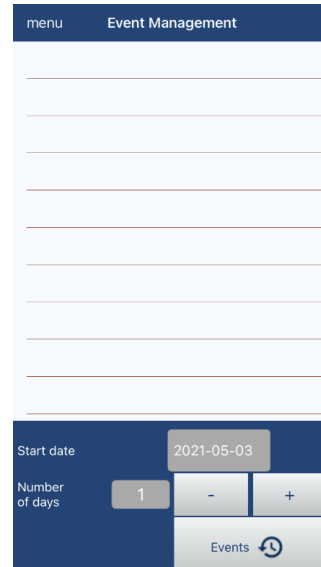 menu Event Management
Start date 2021-05-03
Number
of days 1 - +
Events